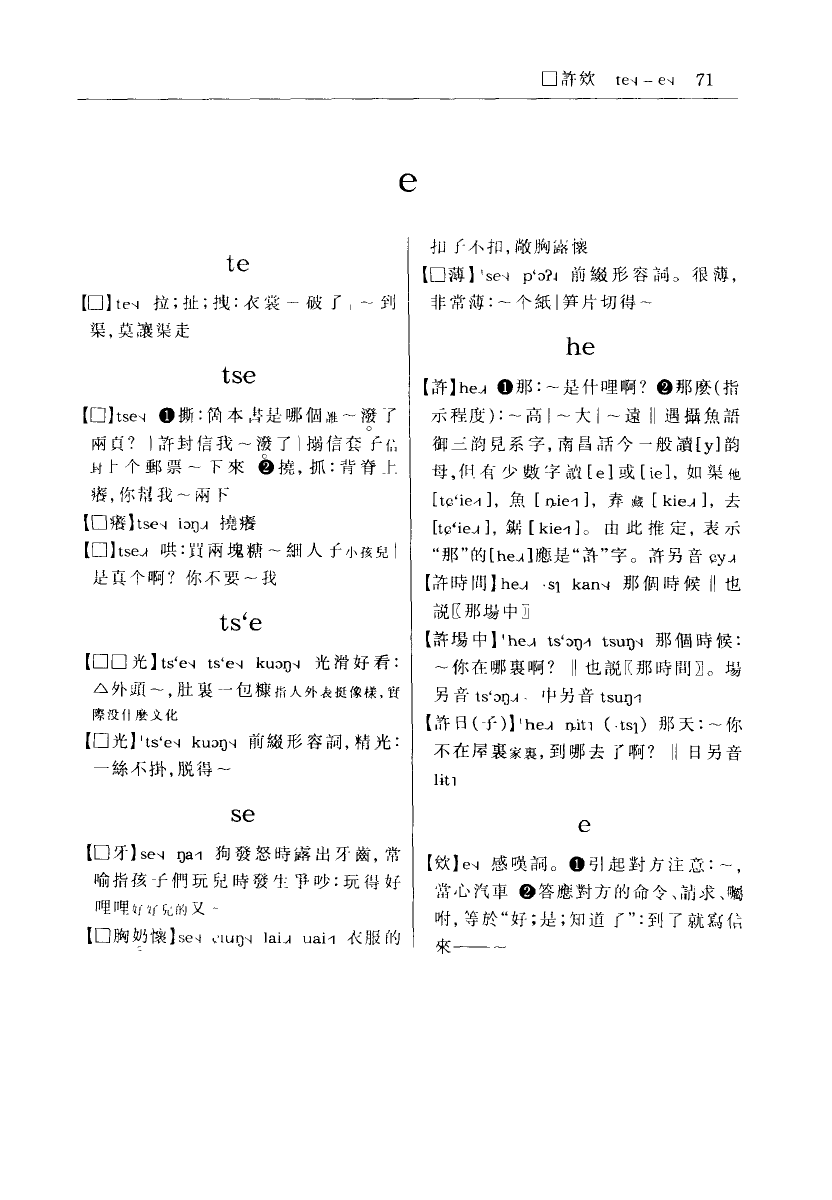 □許欸 te˧ – e˧ 71
e
te
【□】te˧ 拉；扯；拽：衣裳一破了 | ～到
渠，莫讓渠走
tse
【□】tse˧ ❶撕：箇本書是哪個誰～潑了
兩頁？ | 許封信我～潑了 | 搦信套子信
封上个郵票～下來 ❷撓，抓：背脊上
癢，你幫我～兩下
【□癢】tse˧ iɔŋ˩ 撓癢
【□】tse˩ 哄：買兩塊糖～細人子小孩兒 |
是真个啊？你不要～我
ts‘e
【□□光】ts‘e˧ ts‘e˧ kuɔŋ˧ 光滑好看：
△外頭～，肚裏一包糠指人外表挺像樣，實
際没什麼文化
【□光】ˈts‘e˧ kuɔŋ˧ 前綴形容詞，精光：
一絲不掛，脱得～
se
【□牙】se˧ ŋa˦ 狗發怒時露出牙齒，常
喻指孩子們玩兒時發生爭吵：玩得好
哩哩好好兒的又～
【□胸奶懷】se˧ ɕiuŋ˧ lai˩ uai˦ 衣服的
扣子不扣，敞胸露懷
【□薄】ˈse˧ p‘ɔʔ˩ 前綴形容詞。很薄，
非常薄：～个紙 | 笋片切得～
he
【許】he˩ ❶那：～是什哩啊？ ❷那麼（指
示程度）：～高 | ～大 | ～遠 ‖ 遇攝魚語
御三韵見系字，南昌話今一般讀[y]韵
母，但有少數字讀[e]或[ie]，如渠他
[tɕ‘ie˦]，魚[ȵie˦]，弆藏[kie˩]，去
[tɕ‘ie˩]，鋸[kie˦]。由此推定，表示
“那”的[he˩]應是“許”字。許另音ɕy˩
【許時間】he˩ ·sɿ kan˧ 那個時候 ‖ 也
説〖那場中〗
【許場中】ˈhe˩ ts‘ɔŋ˦ tsuŋ˧ 那個時候：
～你在哪裏啊？ ‖ 也説〖那時間〗。場
另音ts‘ɔŋ˩. 中另音tsuŋ˦
【許日（子）】ˈhe˩ ȵit˥ (·tsɿ) 那天：～你
不在屋裏家裏，到哪去了啊？ ‖ 日另音
lit˥
e
【欸】e˧ 感嘆詞。❶引起對方注意：～，
當心汽車 ❷答應對方的命令、請求、囑
咐，等於“好；是；知道了”：到了就寫信
來——～